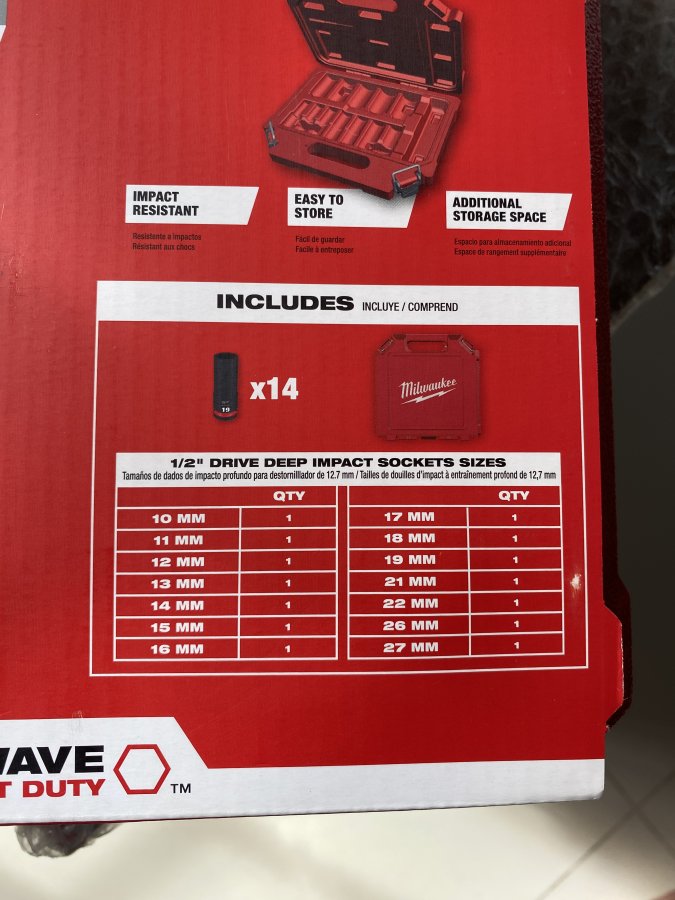 IMPACT
RESISTANT
Resistente a impactos
Résistant aux chocs
EASY TO
STORE
Fácil de guardar
Facile à entreposer
ADDITIONAL
STORAGE SPACE
Espacio para almacenamiento adicional
Espace de rangement supplémentaire
INCLUDES INCLUYE / COMPREND
19
x14
Milwaukee
1/2" DRIVE DEEP IMPACT SOCKETS SIZES
Tamaños de dados de impacto profundo para destornilliador de 12.7 mm / Tailles de douilles d'impact à entraînement profond de 12,7 mm
QTY QTY
10 MM 1 17 MM 1
11 MM 1 18 MM 1
12 MM 1 19 MM 1
13 MM 1 21 MM 1
14 MM 1 22 MM 1
15 MM 1 26 MM 1
16 MM 1 27 MM 1
WAVE
T DUTY ™